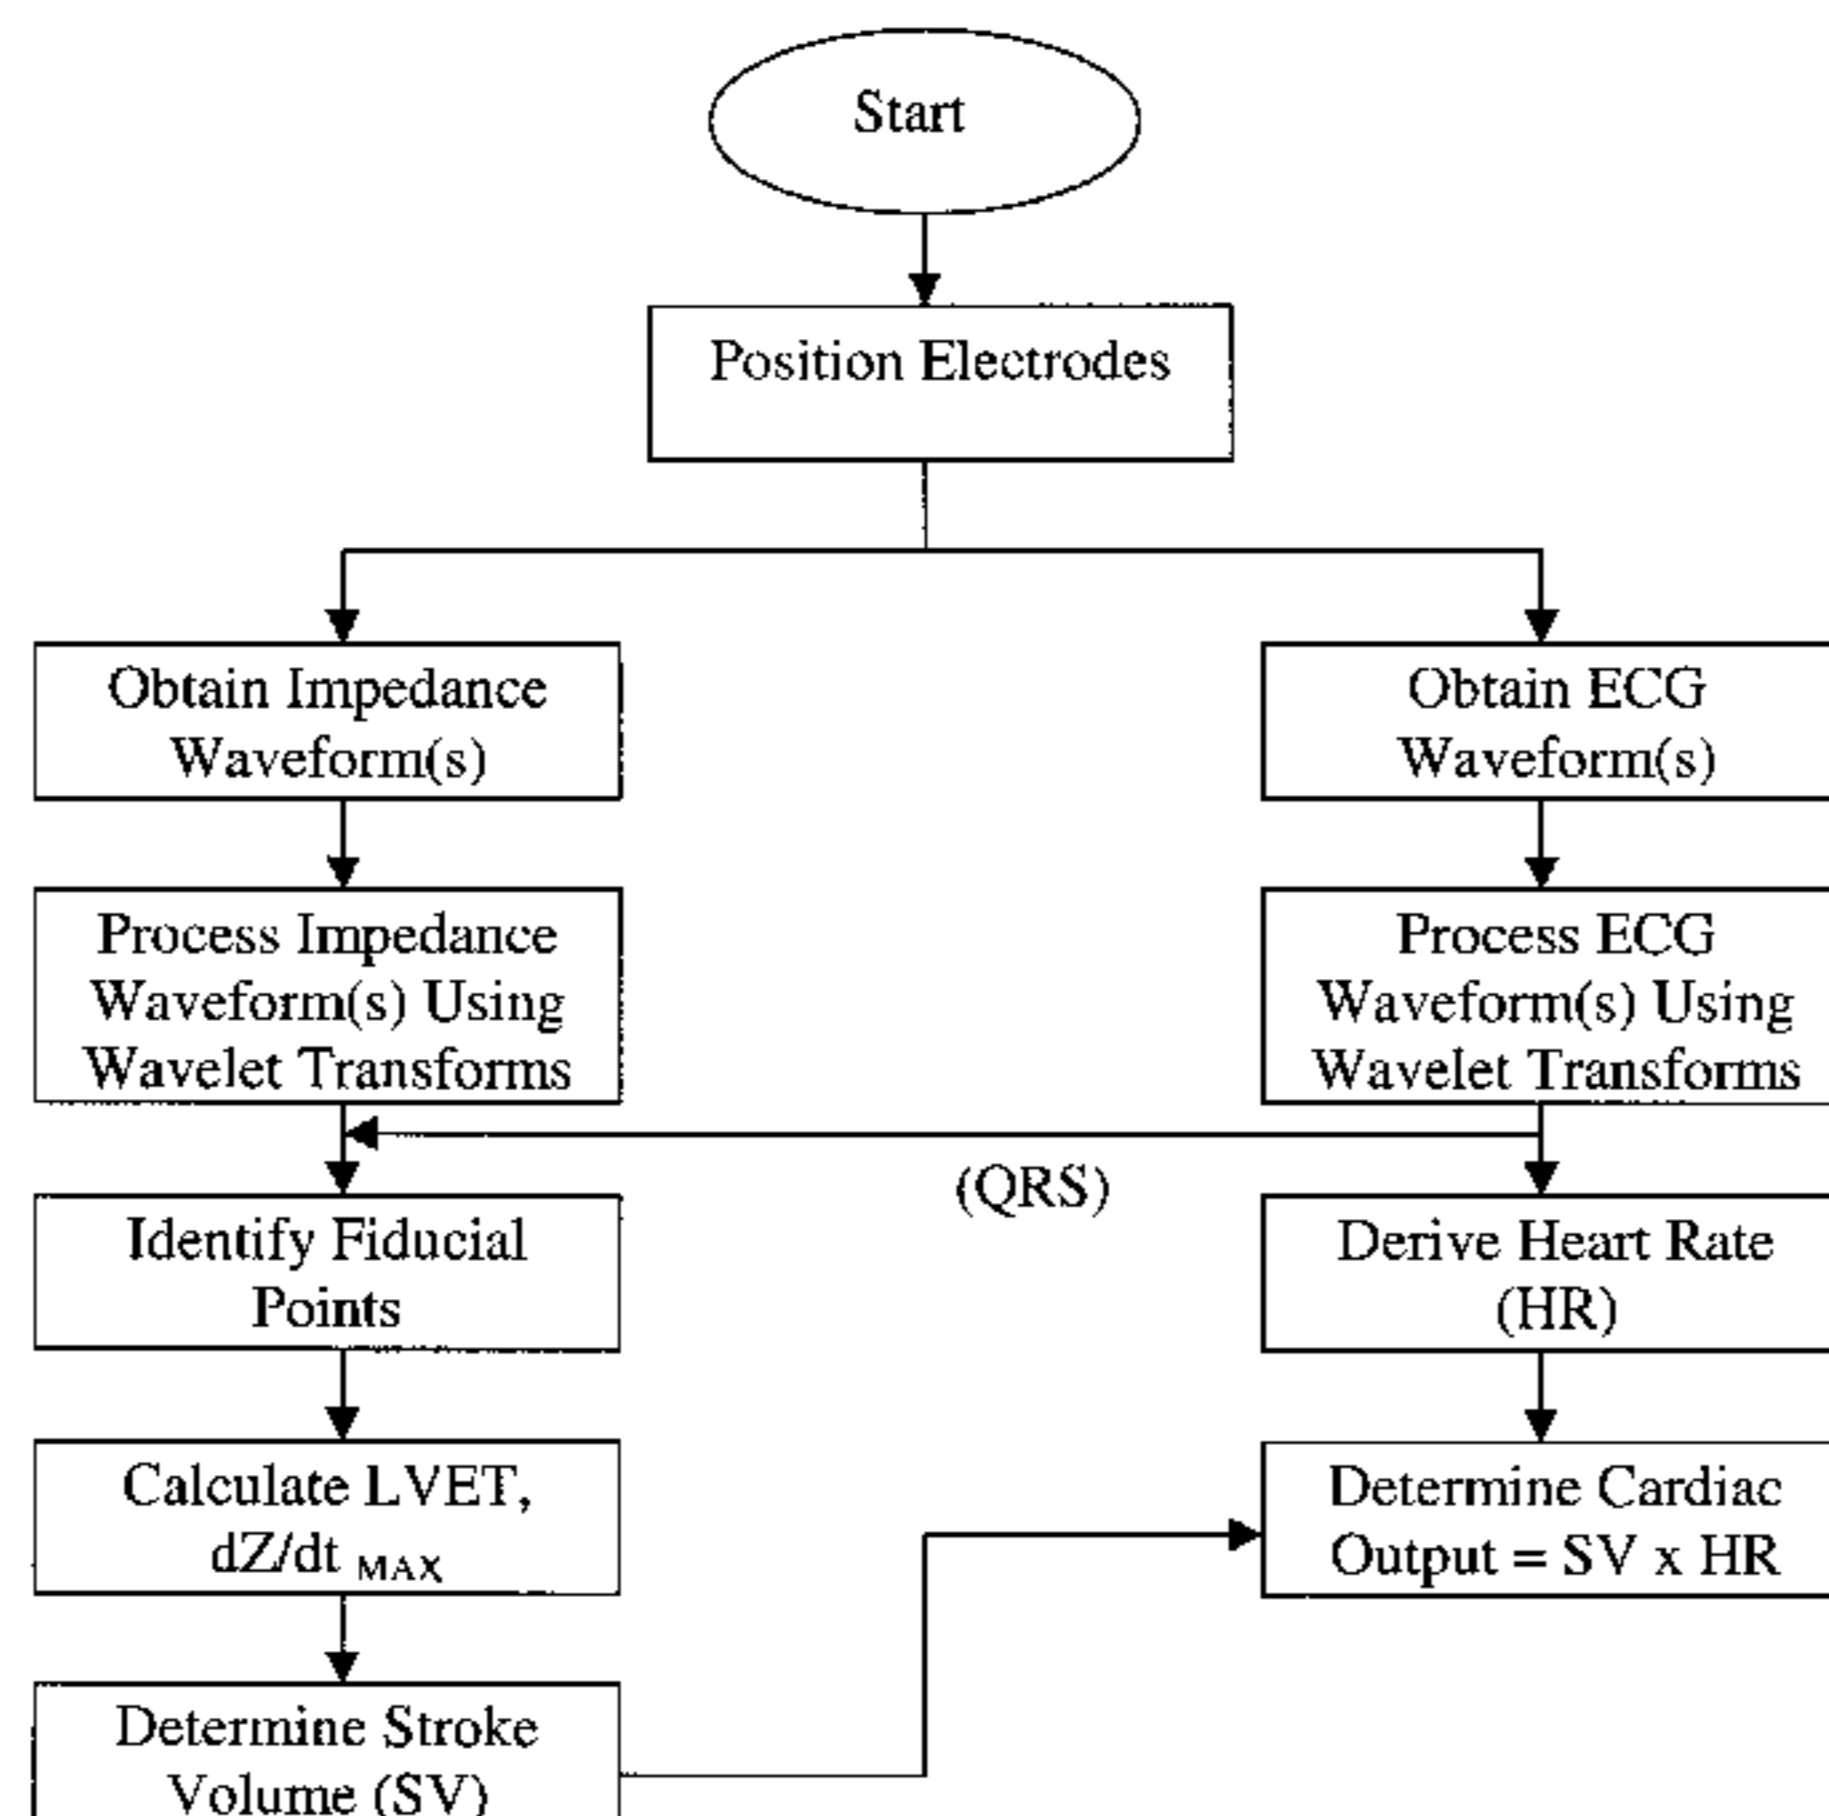 Start
Position Electrodes
Obtain Impedance
Waveform(s)
Obtain ECG
Waveform(s)
Process Impedance
Waveform(s) Using
Wavelet Transforms
Process ECG
Waveform(s) Using
Wavelet Transforms
(QRS)
Identify Fiducial
Points
Derive Heart Rate
(HR)
Calculate LVET,
dZ/dt MAX
Determine Cardiac
Output = SV x HR
Determine Stroke
Volume (SV)